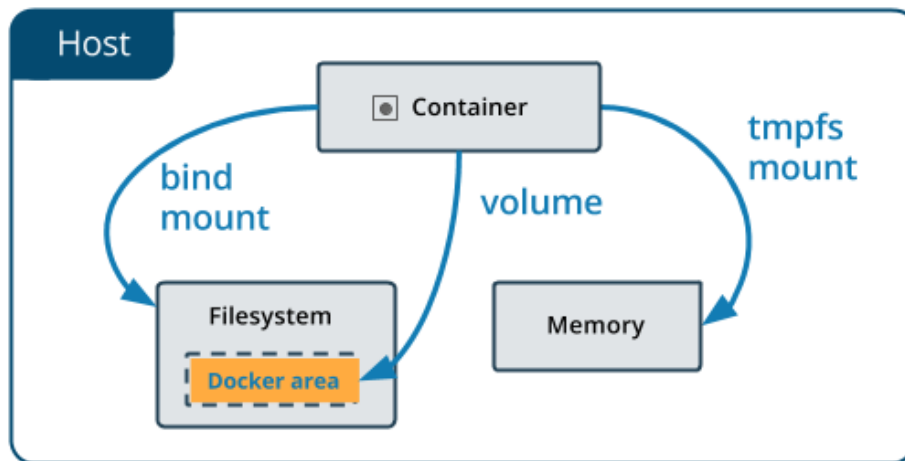 Host
Container
bind
mount
volume
tmpfs
mount
Filesystem
Docker area
Memory